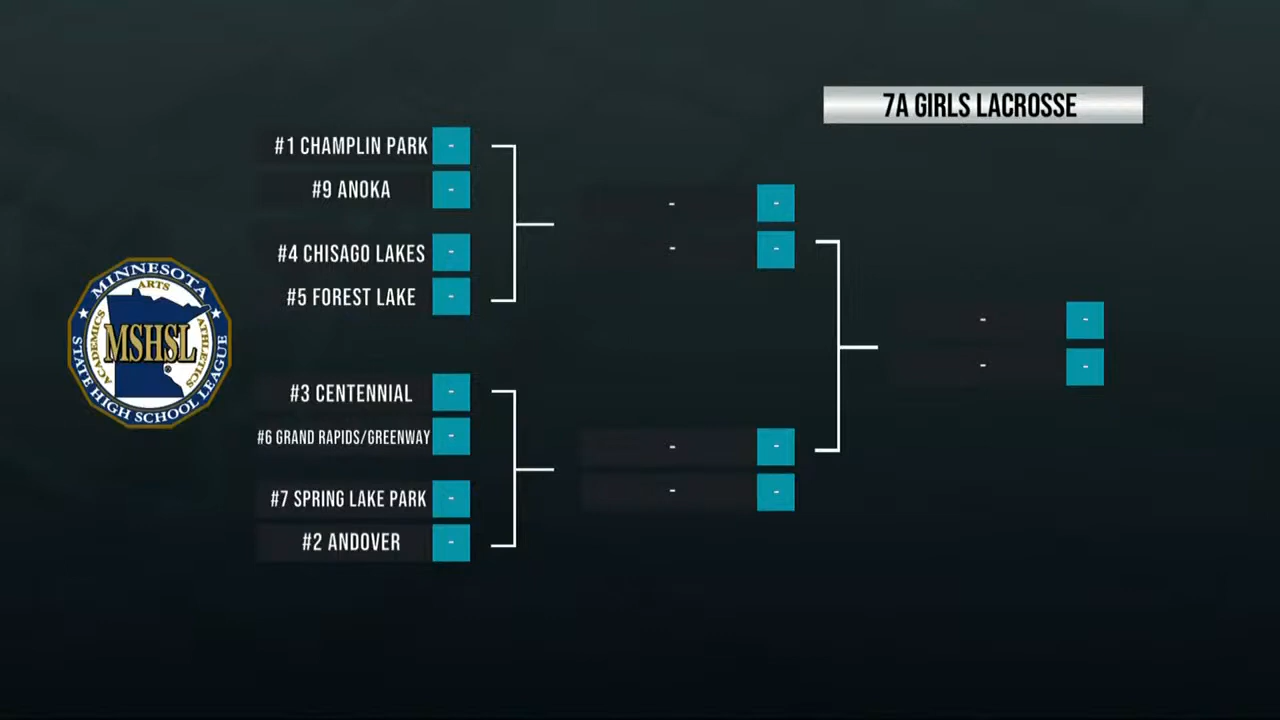 7A GIRLS LACROSSE
#1 CHAMPLIN PARK -
#9 ANOKA -
#4 CHISAGO LAKES -
#5 FOREST LAKE -
#3 CENTENNIAL -
#6 GRAND RAPIDS/GREENWAY -
#7 SPRING LAKE PARK -
#2 ANDOVER -
- -
- -
- -
- -
- -
- -
MINNESOTA
STATE HIGH SCHOOL LEAGUE
ARTS
ACADEMICS
ATHLETICS
MSHSL
®